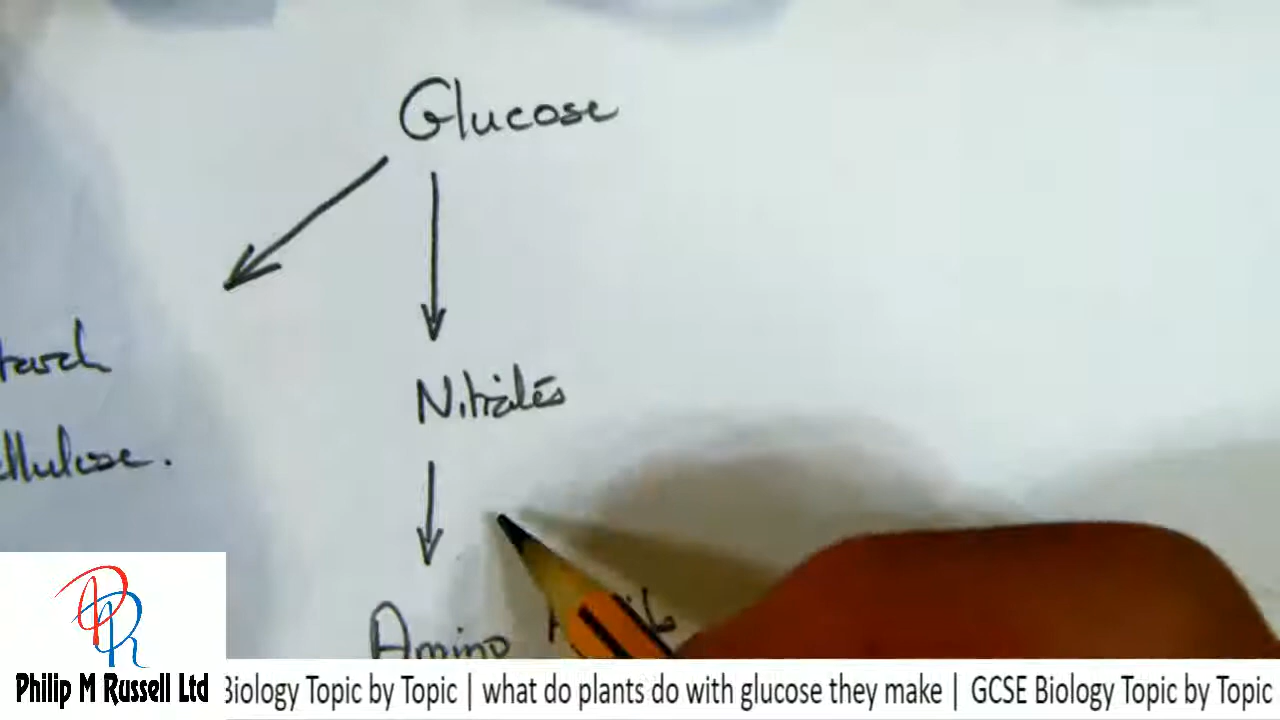 Glucose
tarch
Nitrates
ellulose.
Amino
Philip M Russell Ltd
Biology Topic by Topic | what do plants do with glucose they make | GCSE Biology Topic by Topic